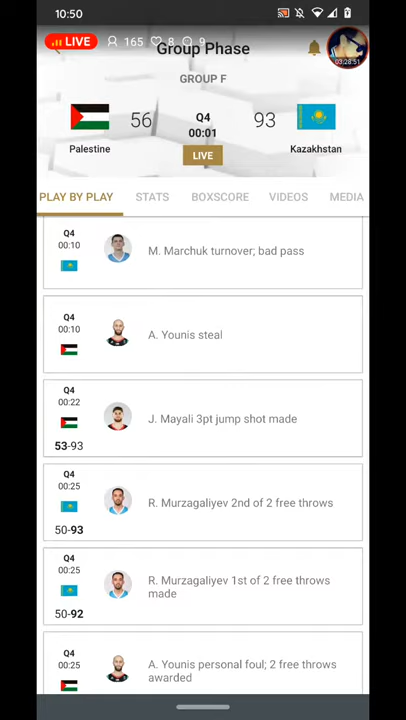 10:50
LIVE 165 8 9
Group Phase
03:28:51
GROUP F
56 Q4 93
00:01
Palestine LIVE Kazakhstan
PLAY BY PLAY STATS BOXSCORE VIDEOS MEDIA
Q4
00:10
M. Marchuk turnover; bad pass
Q4
00:10
A. Younis steal
Q4
00:22
J. Mayali 3pt jump shot made
53-93
Q4
00:25
R. Murzagaliyev 2nd of 2 free throws
50-93
Q4
00:25
R. Murzagaliyev 1st of 2 free throws
made
50-92
Q4
00:25
A. Younis personal foul; 2 free throws
awarded